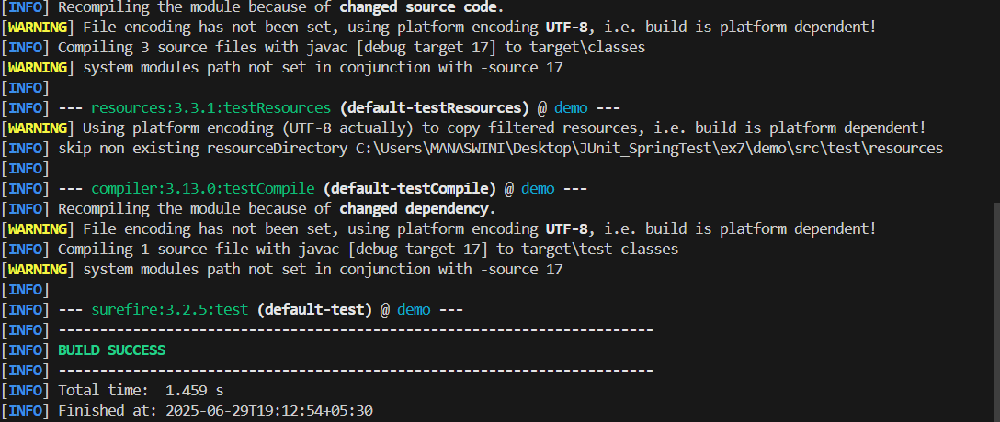 [INFO] Recompiling the module because of changed source code.
[WARNING] File encoding has not been set, using platform encoding UTF-8, i.e. build is platform dependent!
[INFO] Compiling 3 source files with javac [debug target 17] to target\classes
[WARNING] system modules path not set in conjunction with -source 17
[INFO]
[INFO] --- resources:3.3.1:testResources (default-testResources) @ demo ---
[WARNING] Using platform encoding (UTF-8 actually) to copy filtered resources, i.e. build is platform dependent!
[INFO] skip non existing resourceDirectory C:\Users\MANASWINI\Desktop\JUnit_SpringTest\ex7\demo\src\test\resources
[INFO]
[INFO] --- compiler:3.13.0:testCompile (default-testCompile) @ demo ---
[INFO] Recompiling the module because of changed dependency.
[WARNING] File encoding has not been set, using platform encoding UTF-8, i.e. build is platform dependent!
[INFO] Compiling 1 source file with javac [debug target 17] to target\test-classes
[WARNING] system modules path not set in conjunction with -source 17
[INFO]
[INFO] --- surefire:3.2.5:test (default-test) @ demo ---
[INFO] ------------------------------------------------------------------------
[INFO] BUILD SUCCESS
[INFO] ------------------------------------------------------------------------
[INFO] Total time:  1.459 s
[INFO] Finished at: 2025-06-29T19:12:54+05:30